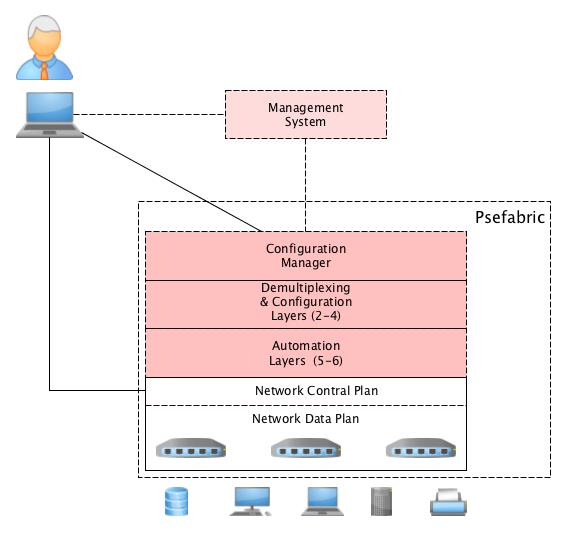 Management
System
Psefabric
Configuration
Manager
Demultiplexing
& Configuration
Layers (2-4)
Automation
Layers (5-6)
Network Contral Plan
Network Data Plan